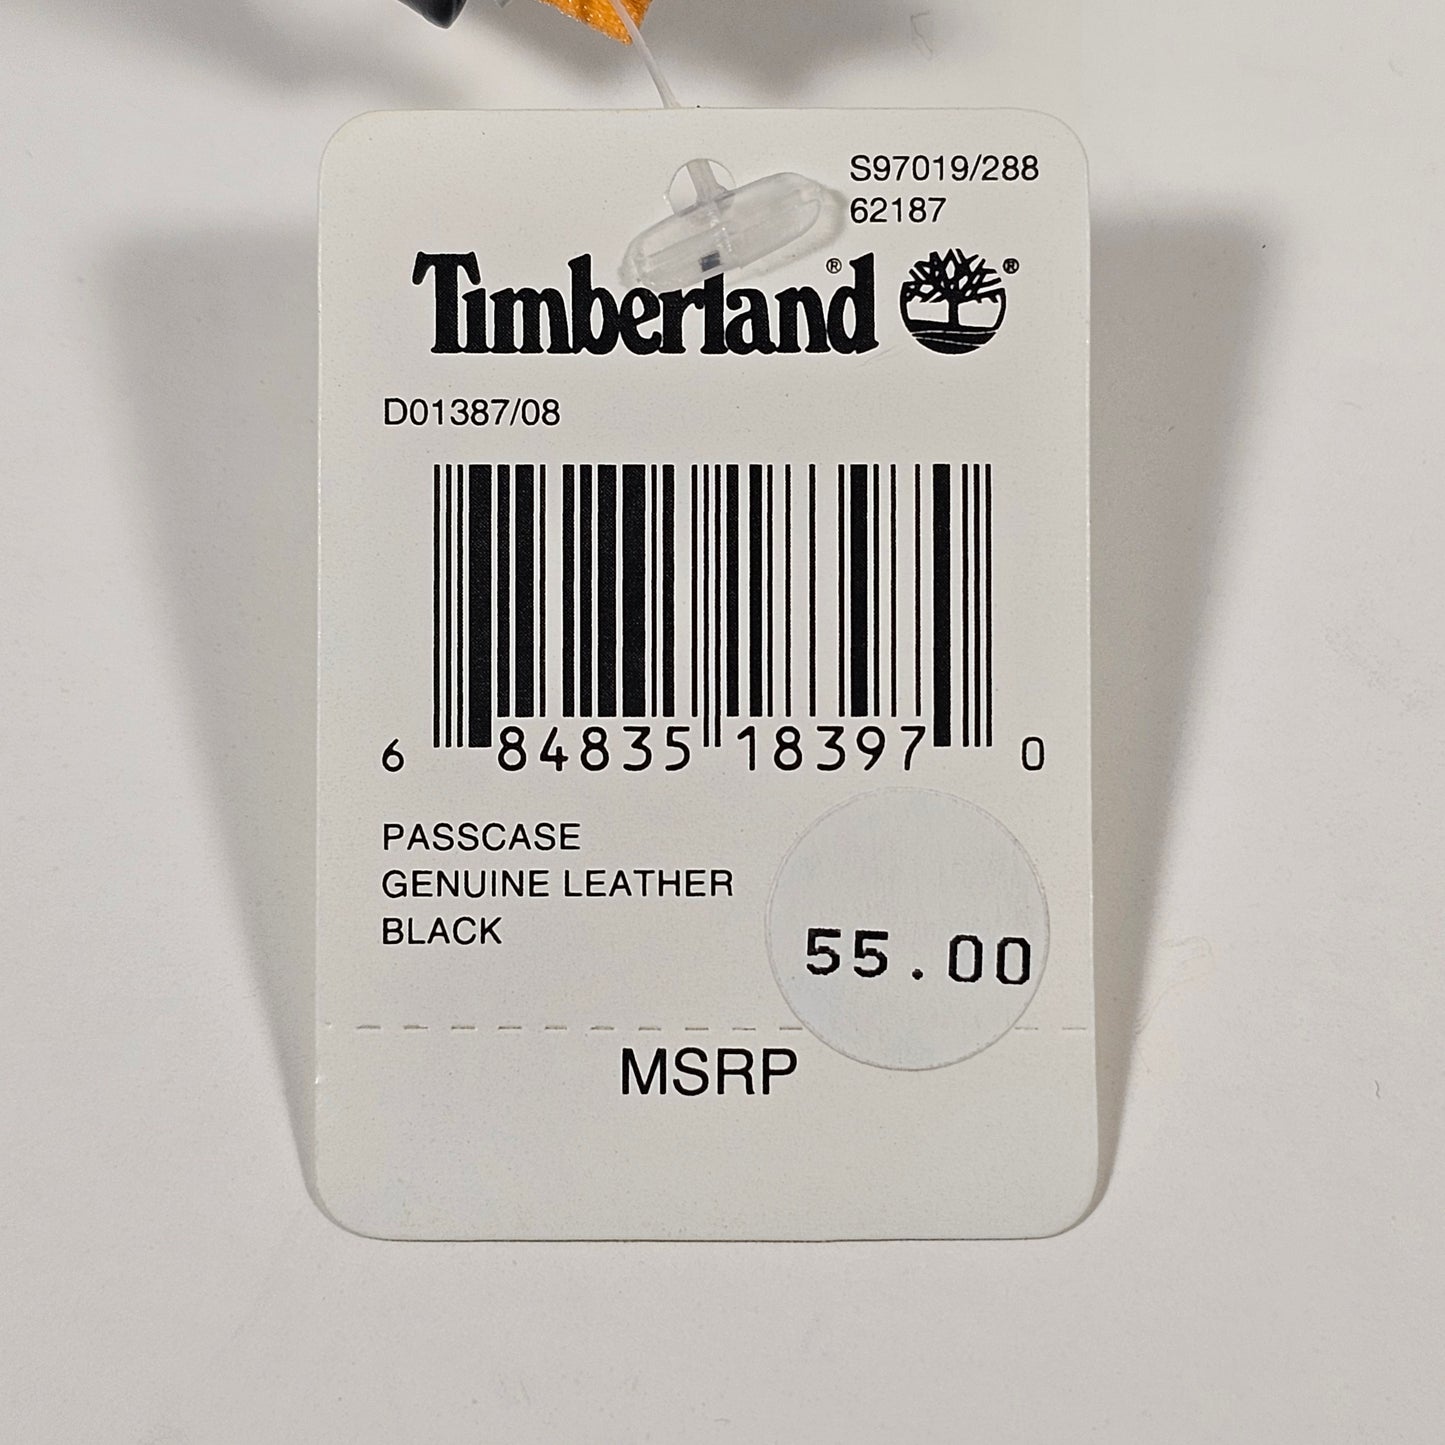 S97019/288
62187
Timberland® ®
D01387/08
6 84835 18397 0
PASSCASE
GENUINE LEATHER
BLACK
55.00
MSRP